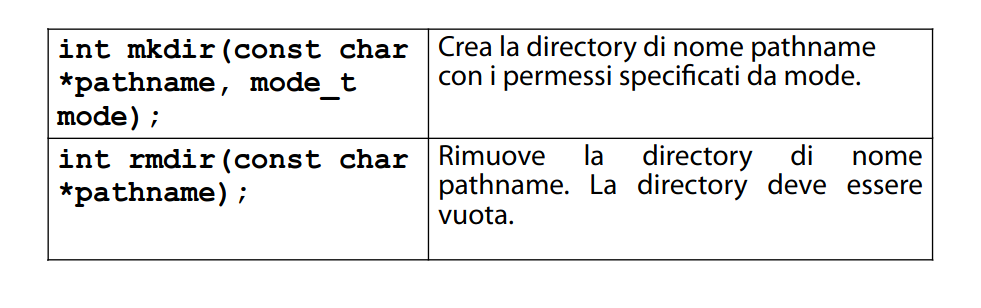 int mkdir(const char
*pathname, mode_t
mode);
Crea la directory di nome pathname
con i permessi specificati da mode.
int rmdir(const char
*pathname);
Rimuove la directory di nome
pathname. La directory deve essere
vuota.